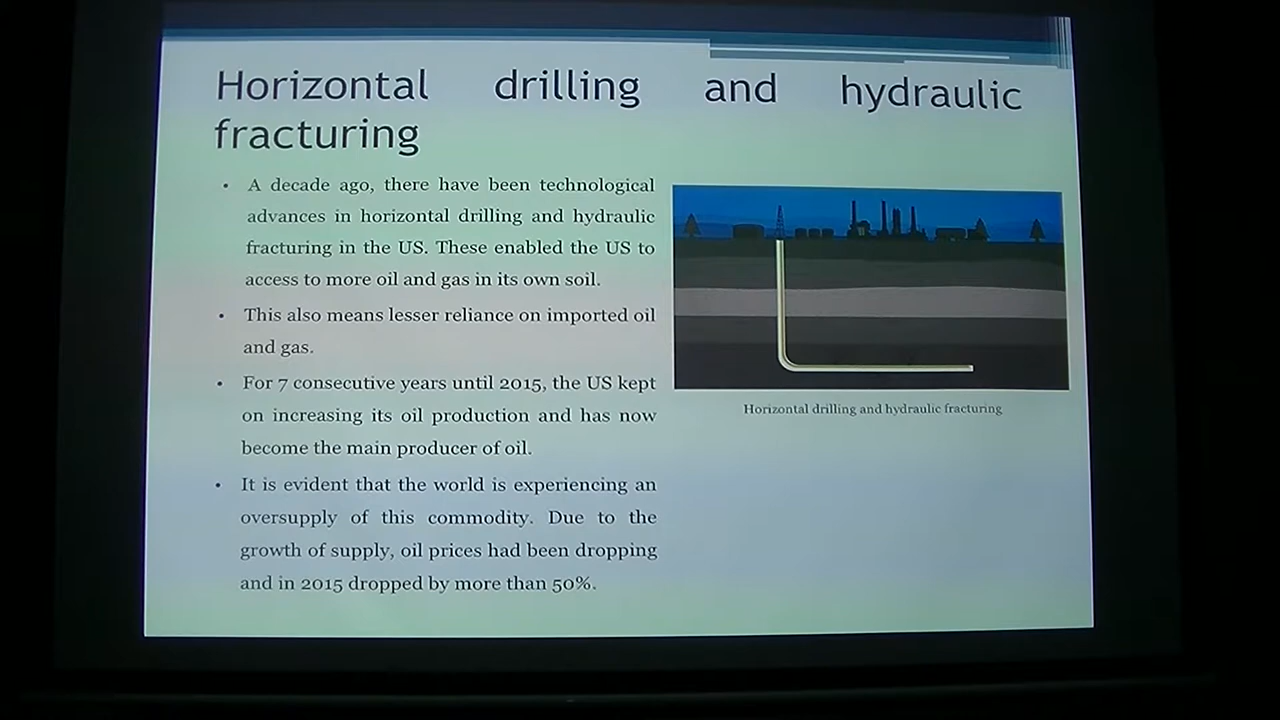 Horizontal drilling and hydraulic
fracturing
• A decade ago, there have been technological
advances in horizontal drilling and hydraulic
fracturing in the US. These enabled the US to
access to more oil and gas in its own soil.
• This also means lesser reliance on imported oil
and gas.
• For 7 consecutive years until 2015, the US kept
on increasing its oil production and has now
become the main producer of oil.
• It is evident that the world is experiencing an
oversupply of this commodity. Due to the
growth of supply, oil prices had been dropping
and in 2015 dropped by more than 50%.
Horizontal drilling and hydraulic fracturing